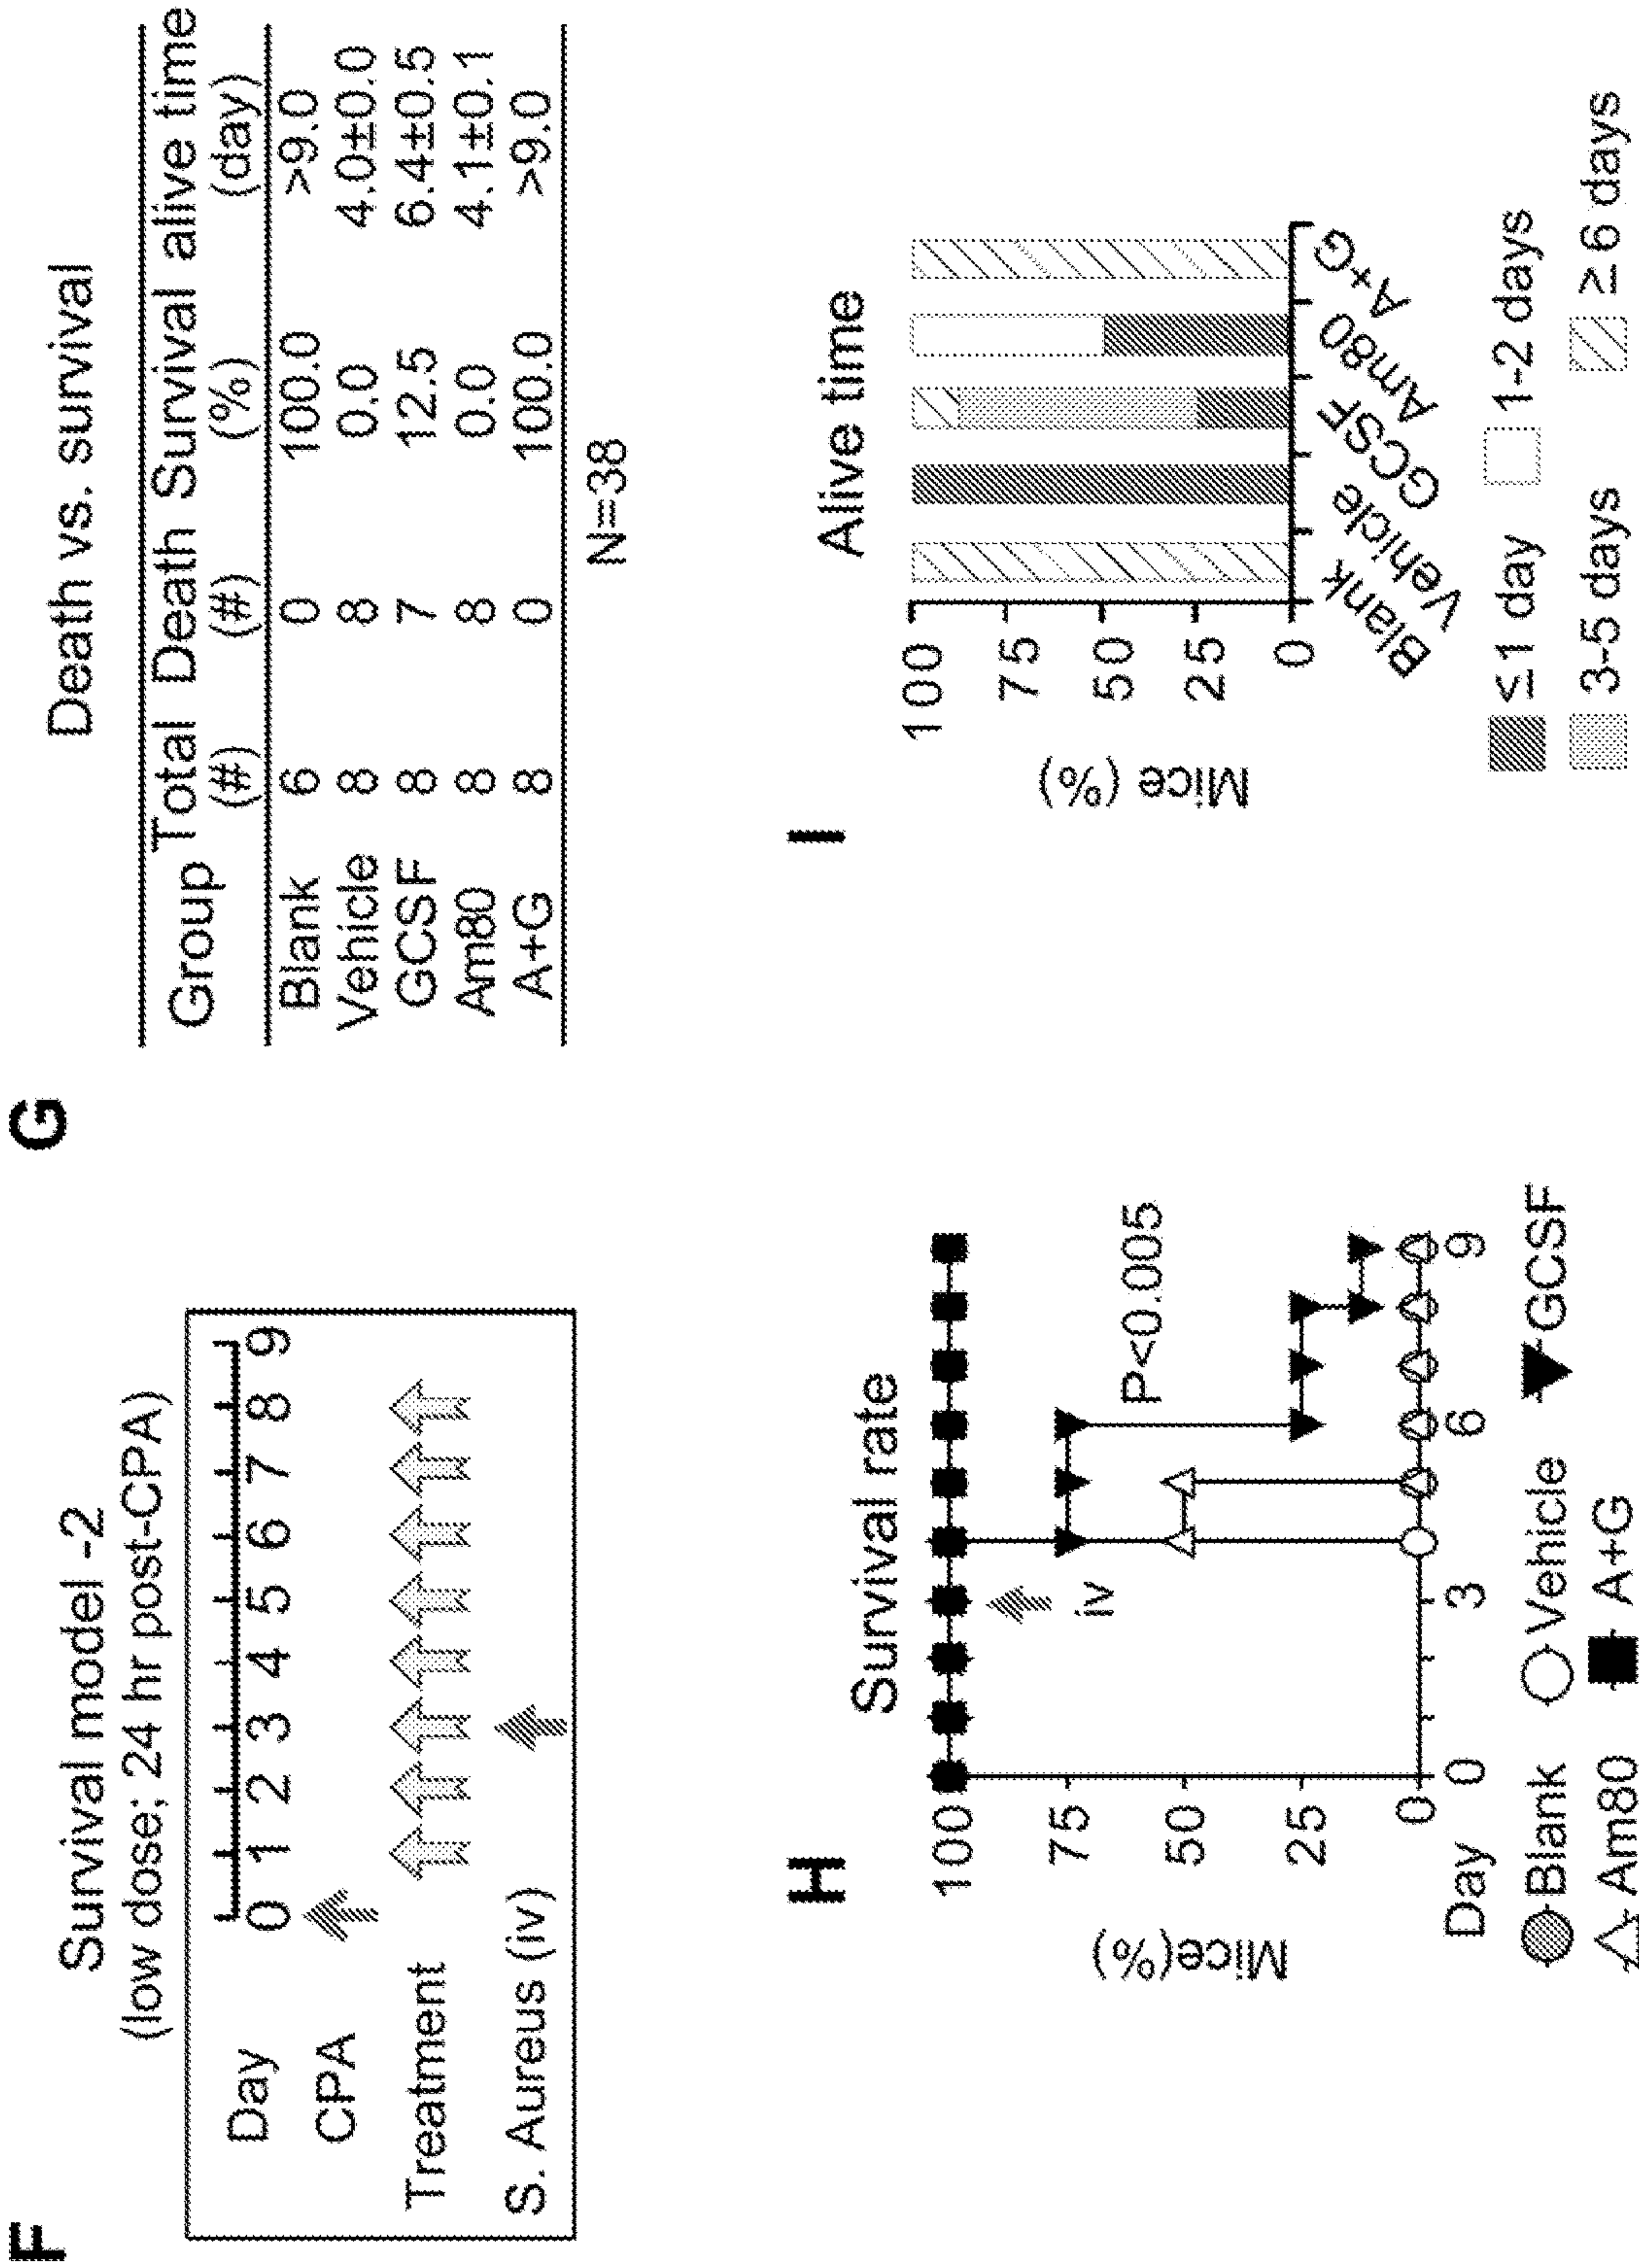 F
Survival model -2
(low dose; 24 hr post-CPA)
Day 0 1 2 3 4 5 6 7 8 9
CPA
Treatment
S. Aureus (iv)
G
Death vs. survival
Group Total Death Survival alive time
(#) (#) (%) (day)
Blank 6 0 100.0 >9.0
Vehicle 8 8 0.0 4.0±0.0
GCSF 8 7 12.5 6.4±0.5
Am80 8 8 0.0 4.1±0.1
A+G 8 0 100.0 >9.0
N=38
H
Survival rate
Mice(%)
100
75
50
25
0
iv
P<0.005
Day 0 3 6 9
Blank Vehicle GCSF
Am80 A+G
I
Alive time
Mice (%)
100
75
50
25
0
Blank Vehicle GCSF Am80 A+G
≤1 day 1-2 days
3-5 days ≥ 6 days